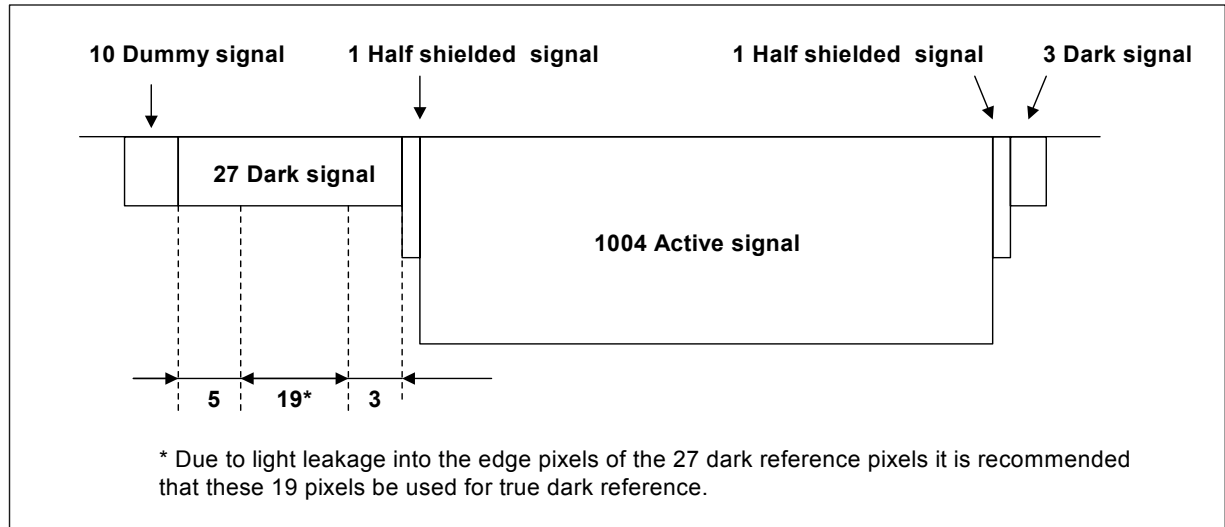 10 Dummy signal 1 Half shielded signal 1 Half shielded signal 3 Dark signal
27 Dark signal
1004 Active signal
5 19* 3
* Due to light leakage into the edge pixels of the 27 dark reference pixels it is recommended
that these 19 pixels be used for true dark reference.